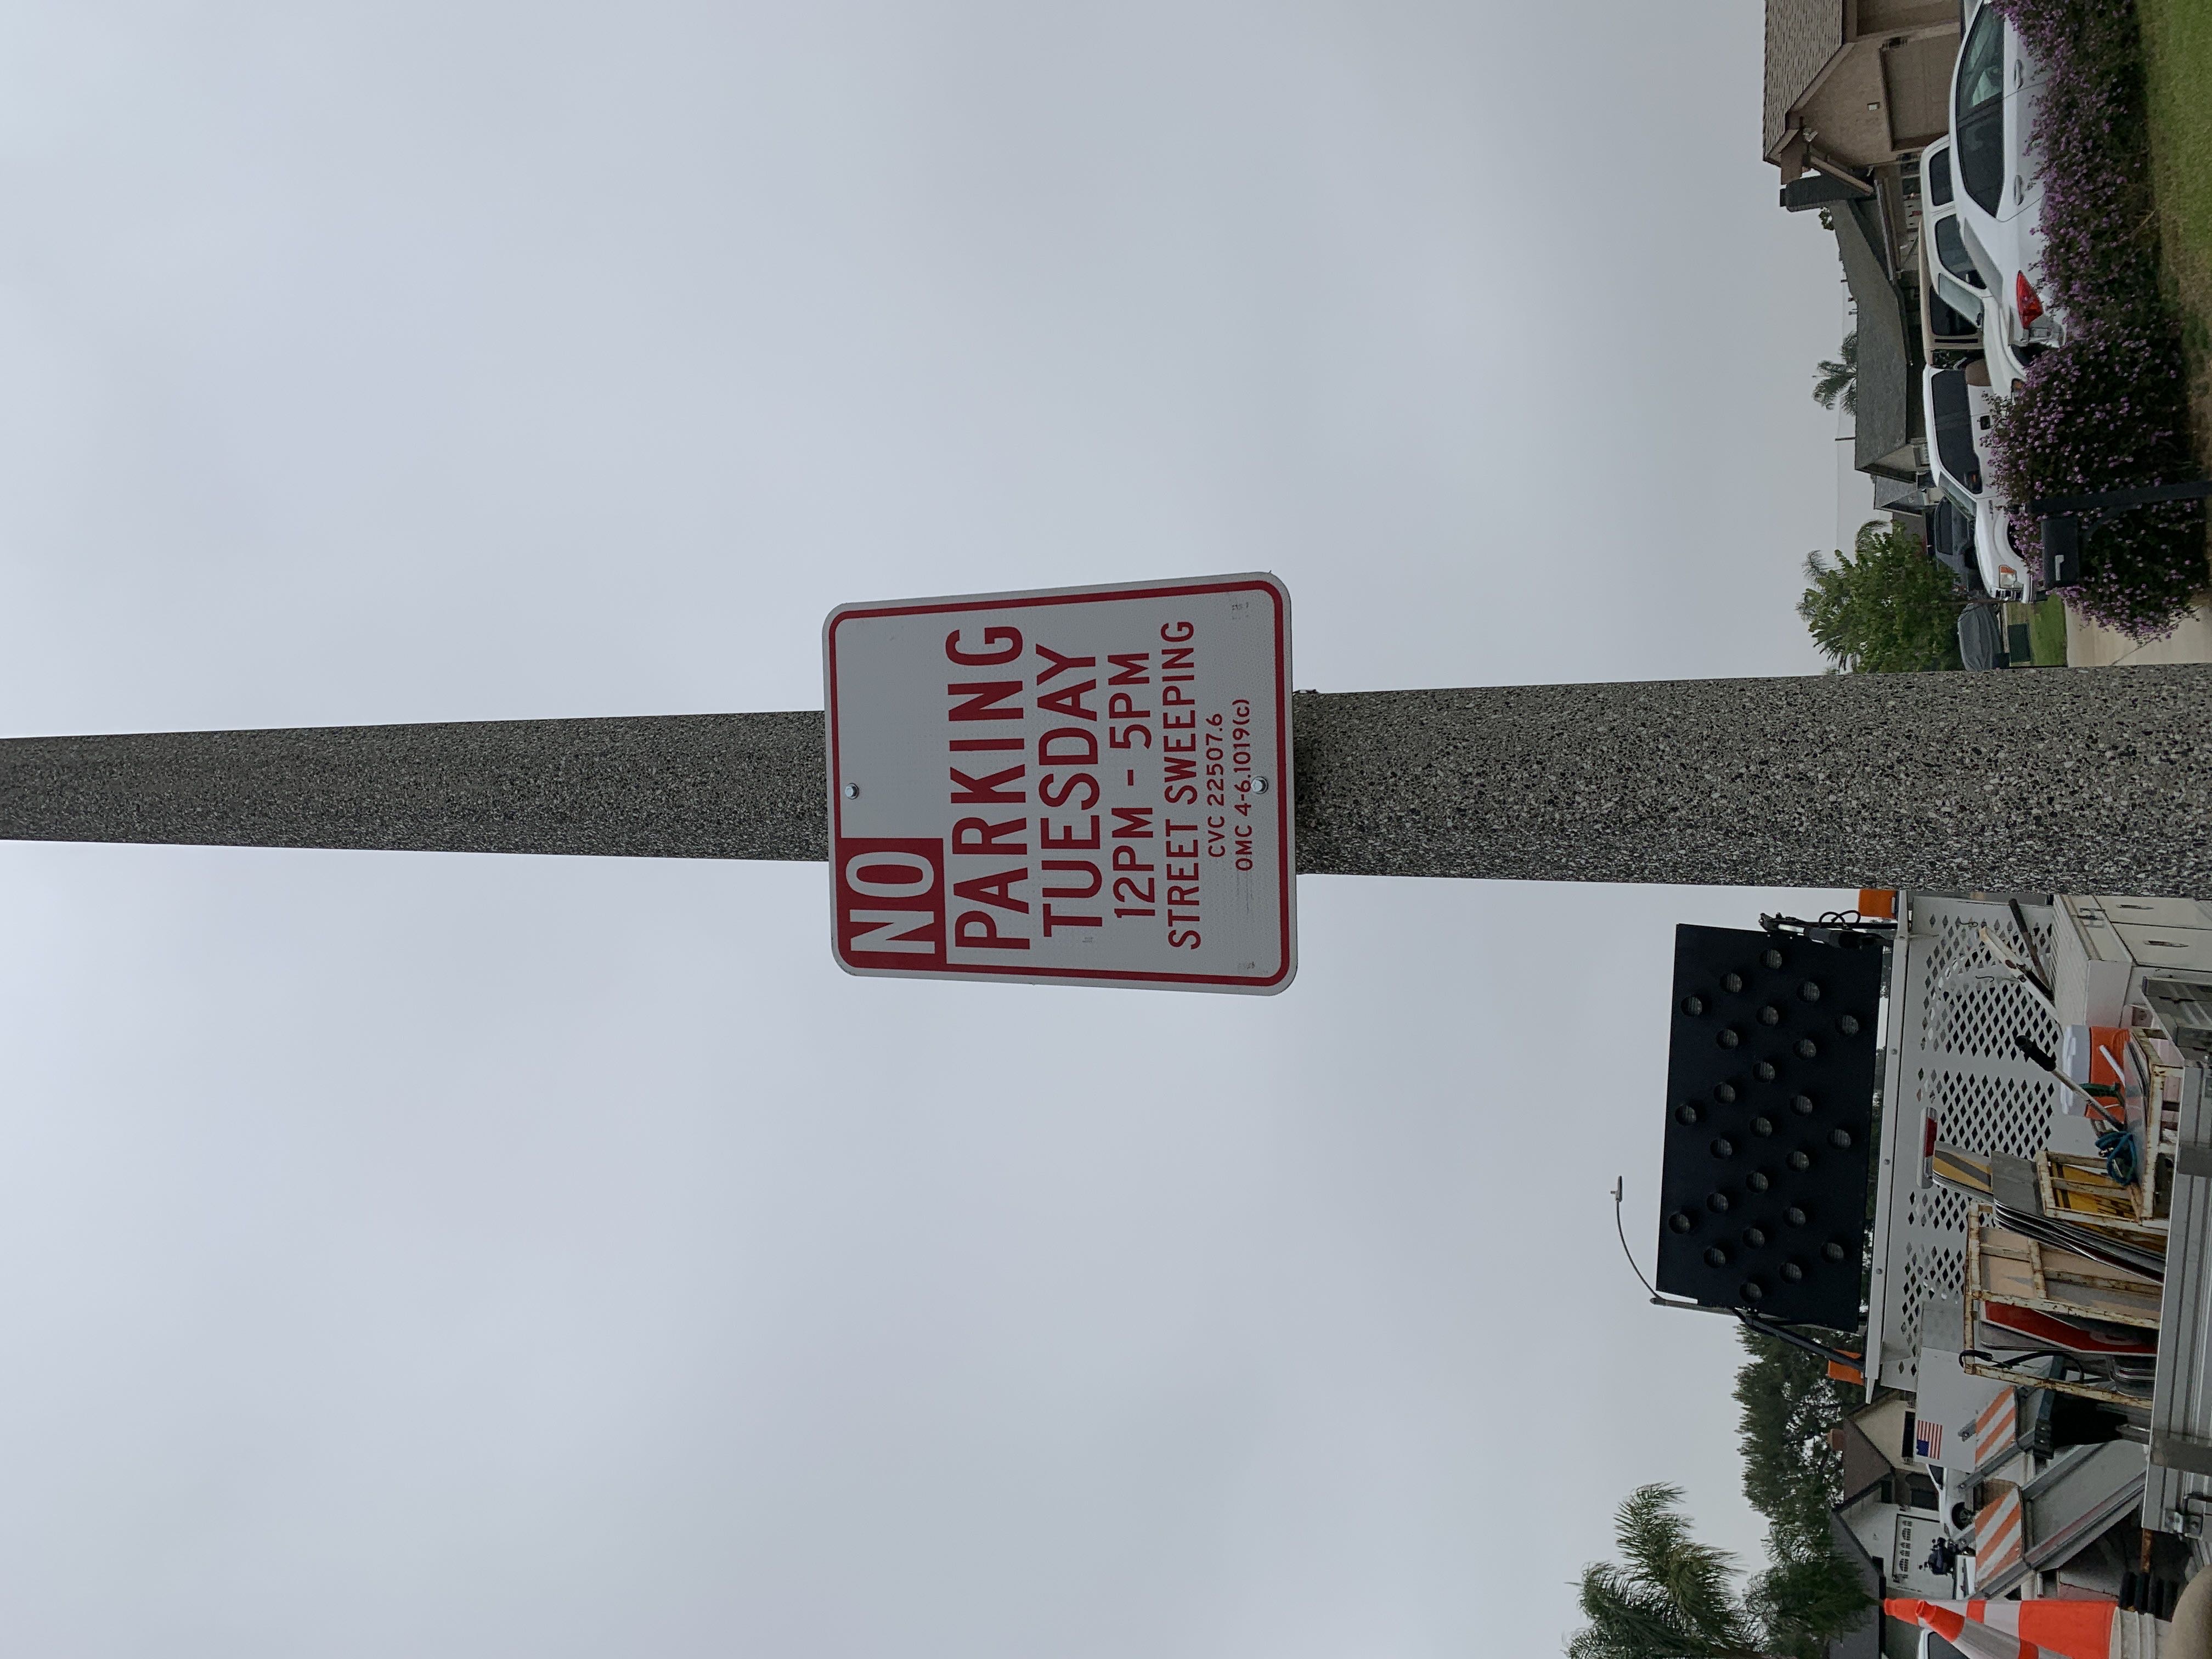 NO
PARKING
TUESDAY
12PM - 5PM
STREET SWEEPING
CVC 22507.6
OMC 4-6.1019(c)